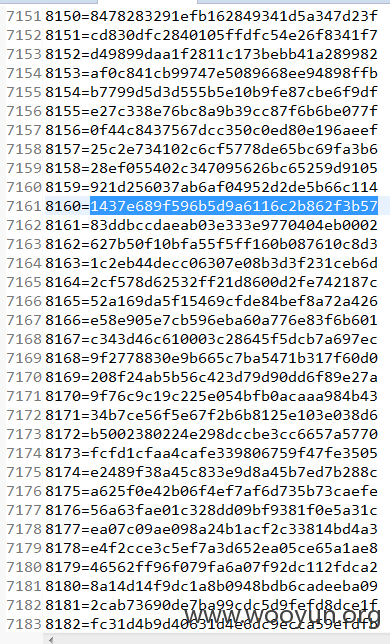 7151 8150=8478283291efb162849341d5a347d23f
7152 8151=cd830dfc2840105ffdfc54e26f8341f7
7153 8152=d49899daa1f2811c173bebb41a289982
7154 8153=af0c841cb99747e5089668ee94898ffb
7155 8154=b7799d5d3d555b5e10b9fe87cbe6f9df
7156 8155=e27c338e76bc8a9b39cc87f6b6be077f
7157 8156=0f44c8437567dcc350c0ed80e196aeef
7158 8157=25c2e734102c6cf5778de65bc69fa3b6
7159 8158=28ef055402c347095626bc65259d9105
7160 8159=921d256037ab6af04952d2de5b66c114
7161 8160=1437e689f596b5d9a6116c2b862f3b57
7162 8161=83ddbccdaeab03e333e9770404eb0002
7163 8162=627b50f10bfa55f5ff160b087610c8d3
7164 8163=1c2eb44decc06307e08b3d3f231ceb6d
7165 8164=2cf578d62532ff21d8600d2fe742187c
7166 8165=52a169da5f15469cfde84bef8a72a426
7167 8166=e58e905e7cb596eba60a776e83f6b601
7168 8167=c343d46c610003c28645f5dcb7a697ec
7169 8168=9f2778830e9b665c7ba5471b317f60d0
7170 8169=208f24ab5b56c423d79d90dd6f89e27a
7171 8170=9f76c9c19c225e054bfb0acaaa984b43
7172 8171=34b7ce56f5e67f2b6b8125e103e038d6
7173 8172=b5002380224e298dccbe3cc6657a5770
7174 8173=fcfd1cfaa4cafe339806759f47fe3505
7175 8174=e2489f38a45c833e9d8a45b7ed7b288c
7176 8175=a625f0e42b06f4ef7af6d735b73caefe
7177 8176=56a63fae01c328dd09bf9381f0e5a31c
7178 8177=ea07c09ae098a24b1acf2c33814bd4a3
7179 8178=e4f2cce3c5ef7a3d652ea05ce65a1ae8
7180 8179=46562ff96f079fa6a07f92dc112fdca2
7181 8180=8a14d14f9dc1a8b0948bdb6cadeeba09
7182 8181=2cab73690de7ba99cdc5d9fefd8dce1f
7183 8182=fc31d4b9d40631d4e6dc9ecca59efdfb
www.wooyun.org